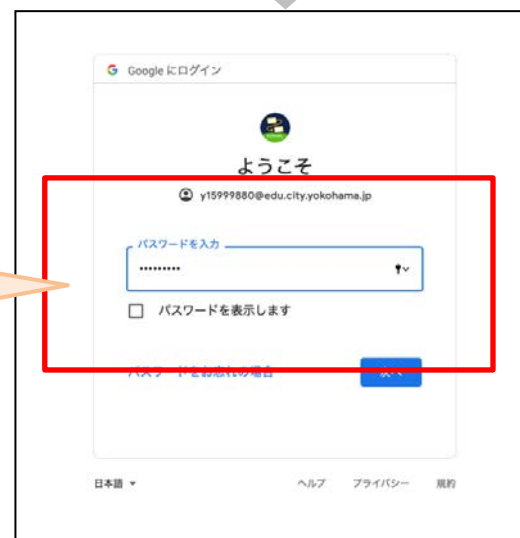 Google にログイン
ようこそ
y15999880@edu.city.yokohama.jp
パスワードを入力
•••••••••
パスワードを表示します
パスワードをお忘れの場合
次へ
日本語
ヘルプ プライバシー 規約